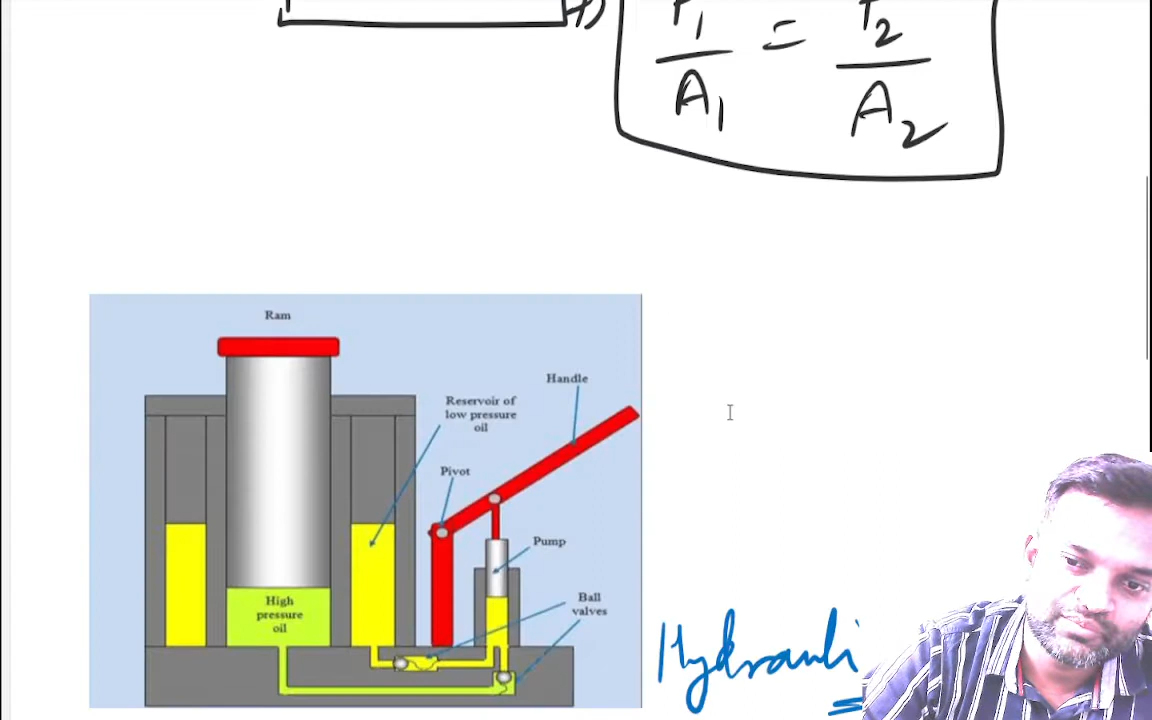 F₁ = F₂
A₁ A₂
Ram
Handle
Reservoir of
low pressure
oil
Pivot
Pump
High
pressure
oil
Ball
valves
Hydrauli